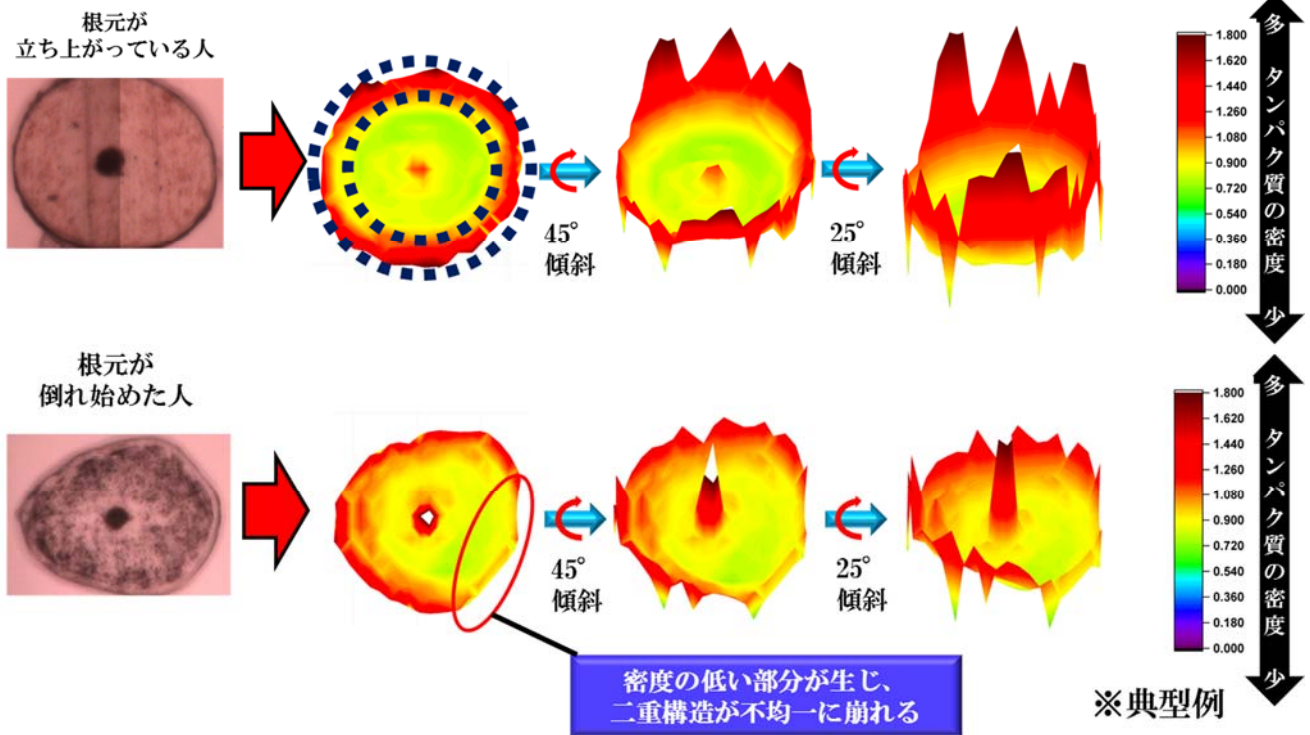 根元が
立ち上がっている人
45°
傾斜
25°
傾斜
1.800
1.620
1.440
1.260
1.080
0.900
0.720
0.540
0.360
0.180
0.000
多 タンパク質の密度 少
根元が
倒れ始めた人
45°
傾斜
25°
傾斜
1.800
1.620
1.440
1.260
1.080
0.900
0.720
0.540
0.360
0.180
0.000
多 タンパク質の密度 少
密度の低い部分が生じ、
二重構造が不均一に崩れる
※典型例